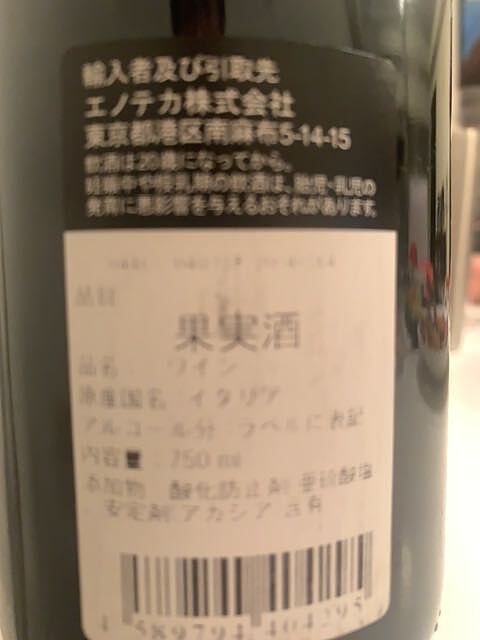 輸入者及び引取先
エノテカ株式会社
東京都港区南麻布5-14-15
飲酒は20歳になってから。
妊娠中や授乳期の飲酒は、胎児・乳児の
発育に悪影響を与えるおそれがあります。
品目
果実酒
品名 ワイン
原産国名 イタリア
アルコール分 ラベルに表記
内容量 750 ml
添加物 酸化防止剤 亜硫酸塩
安定剤 アカシア 含有
4 589794 404295